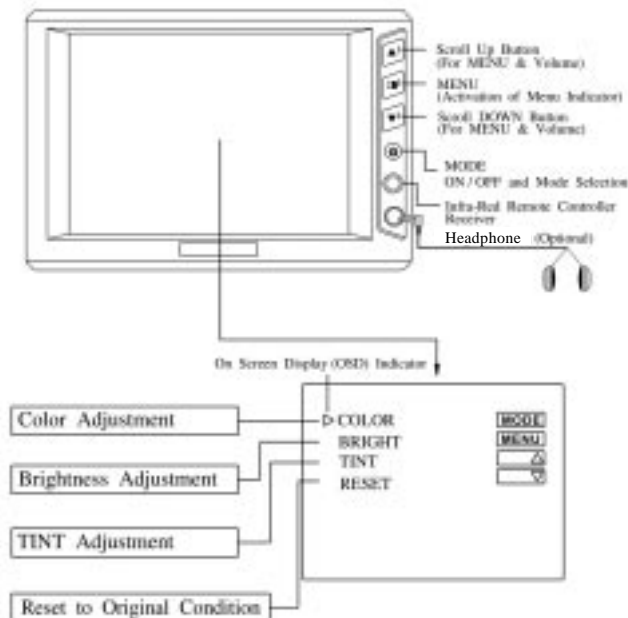 Scroll Up Button
(For MENU & Volume)
MENU
(Activation of Menu Indicator)
Scroll DOWN Button
(For MENU & Volume)
MODE
ON/OFF and Mode Selection
Infra-Red Remote Controller
Receiver
Headphone (Optional)
On Screen Display (OSD) Indicator
Color Adjustment
Brightness Adjustment
TINT Adjustment
Reset to Original Condition
COLOR
BRIGHT
TINT
RESET
MODE
MENU